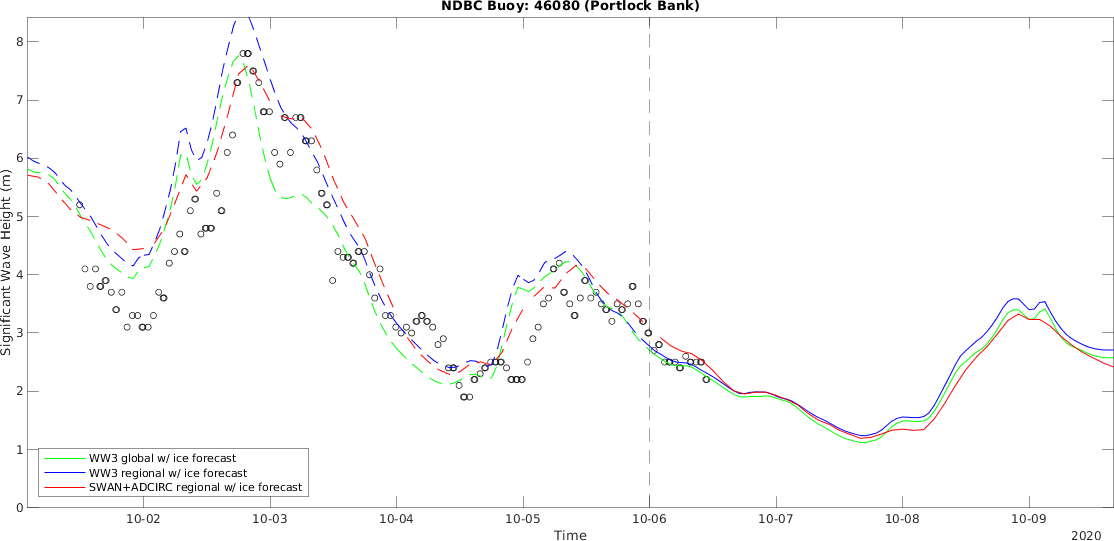 NDBC Buoy: 46080 (Portlock Bank)
Significant Wave Height (m)
8
7
6
5
4
3
2
1
0
WW3 global w/ ice forecast
WW3 regional w/ ice forecast
SWAN+ADCIRC regional w/ ice forecast
10-02 10-03 10-04 10-05 10-06 10-07 10-08 10-09
Time
2020